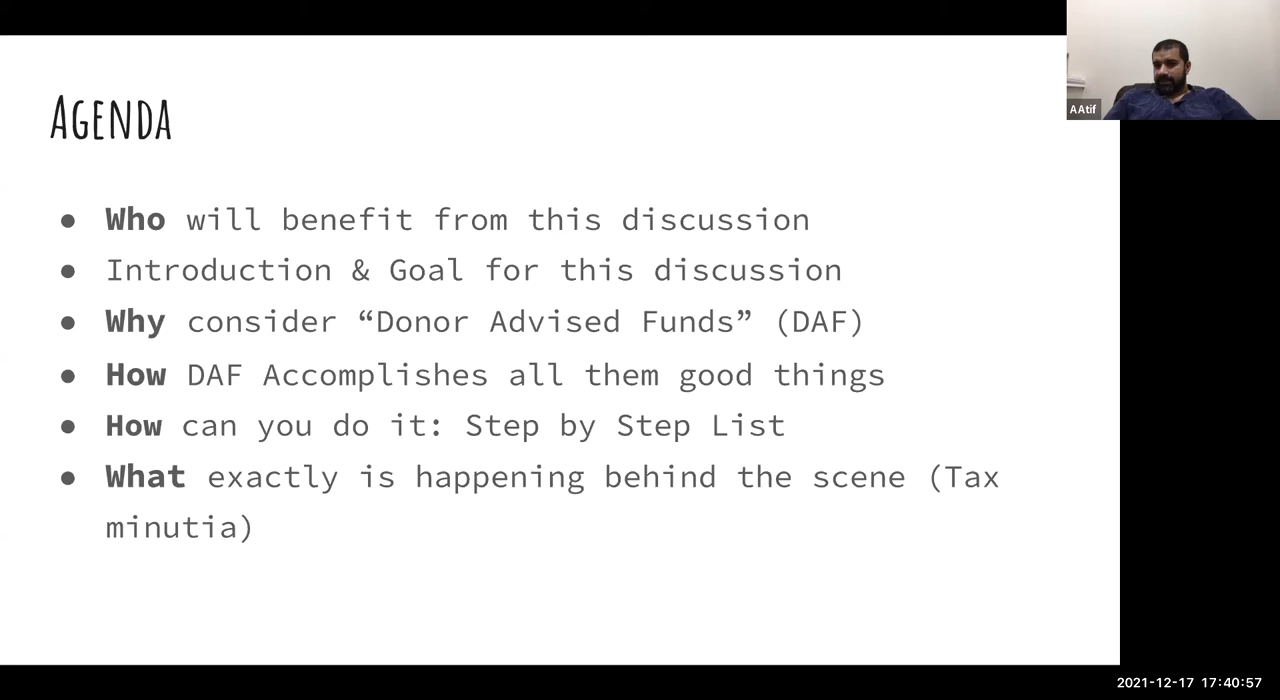 Agenda
● Who will benefit from this discussion
● Introduction & Goal for this discussion
● Why consider “Donor Advised Funds” (DAF)
● How DAF Accomplishes all them good things
● How can you do it: Step by Step List
● What exactly is happening behind the scene (Tax
minutia)
AAtif
2021-12-17 17:40:57